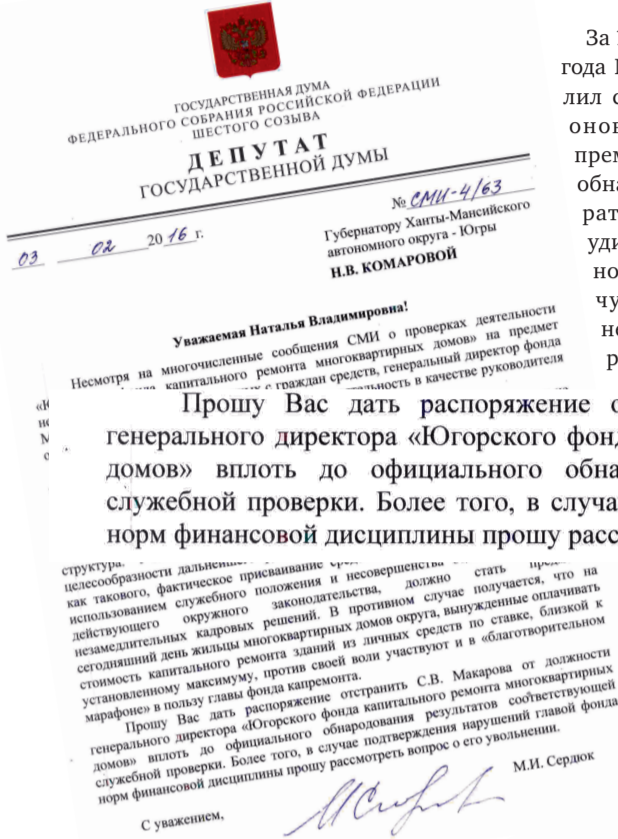 ГОСУДАРСТВЕННАЯ ДУМА
ФЕДЕРАЛЬНОГО СОБРАНИЯ РОССИЙСКОЙ ФЕДЕРАЦИИ
ШЕСТОГО СОЗЫВА
ДЕПУТАТ
ГОСУДАРСТВЕННОЙ ДУМЫ
№ СМИ-4/63
03 02 2016 г.
Губернатору Ханты-Мансийского
автономного округа - Югры
Н.В. КОМАРОВОЙ
Уважаемая Наталья Владимировна!
Несмотря на многочисленные сообщения СМИ о проверках деятельности
капитального ремонта многоквартирных домов» на предмет
с граждан средств, генеральный директор фонда
в качестве руководителя
Прошу Вас дать распоряжение о
генерального директора «Югорского фонд
домов» вплоть до официального обна
служебной проверки. Более того, в случа
норм финансовой дисциплины прошу расс
структура.
целесообразности
как такового, фактическое присваивание
использованием служебного положения и несовершенства
действующего окружного законодательства, должно стать
незамедлительных кадровых решений. В противном случае получается, что на
сегодняшний день жильцы многоквартирных домов округа, вынужденные оплачивать
стоимость капитального ремонта зданий из личных средств по ставке, близкой к
установленному максимуму, против своей воли участвуют и в «благотворительном
марафоне» в пользу главы фонда капремонта.
Прошу Вас дать распоряжение отстранить С.В. Макарова от должности
генерального директора «Югорского фонда капитального ремонта многоквартирных
домов» вплоть до официального обнародования результатов соответствующей
служебной проверки. Более того, в случае подтверждения нарушений главой фонда
норм финансовой дисциплины прошу рассмотреть вопрос о его увольнении.
С уважением,
М.И. Сердюк
За
года
лил с
онов
прем
обна
рат
уди
но
чу
н
р